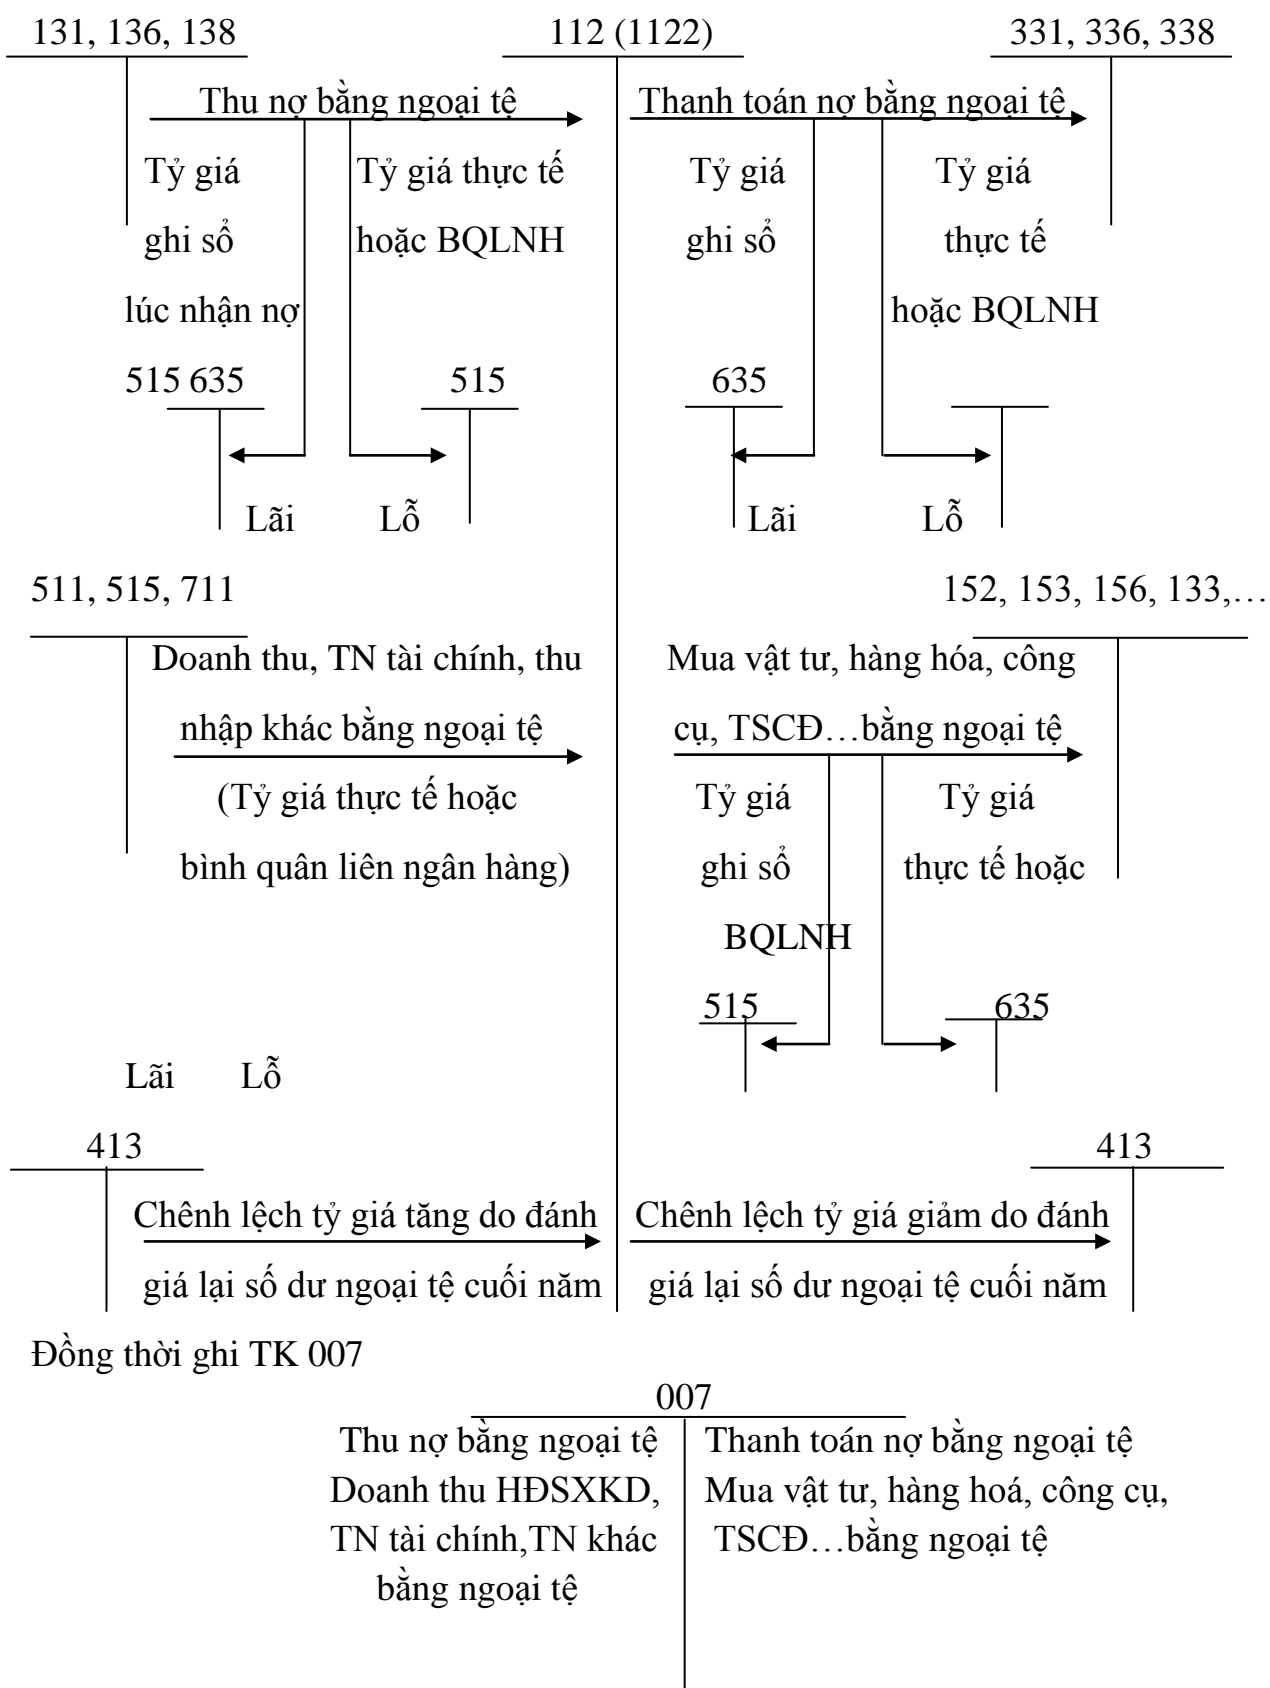 131, 136, 138 112 (1122) 331, 336, 338
Thu nợ bằng ngoại tệ Thanh toán nợ bằng ngoại tệ
Tỷ giá Tỷ giá thực tế Tỷ giá Tỷ giá
ghi sổ hoặc BQLNH ghi sổ thực tế
lúc nhận nợ hoặc BQLNH
515 635 515 635
Lãi Lỗ Lãi Lỗ
511, 515, 711 152, 153, 156, 133,…
Doanh thu, TN tài chính, thu Mua vật tư, hàng hóa, công
nhập khác bằng ngoại tệ cụ, TSCĐ…bằng ngoại tệ
(Tỷ giá thực tế hoặc Tỷ giá Tỷ giá
bình quân liên ngân hàng) ghi sổ thực tế hoặc
BQLNH
515 635
Lãi Lỗ
413 413
Chênh lệch tỷ giá tăng do đánh Chênh lệch tỷ giá giảm do đánh
giá lại số dư ngoại tệ cuối năm giá lại số dư ngoại tệ cuối năm
Đồng thời ghi TK 007
007
Thu nợ bằng ngoại tệ Thanh toán nợ bằng ngoại tệ
Doanh thu HĐSXKD, Mua vật tư, hàng hoá, công cụ,
TN tài chính,TN khác TSCĐ…bằng ngoại tệ
bằng ngoại tệ